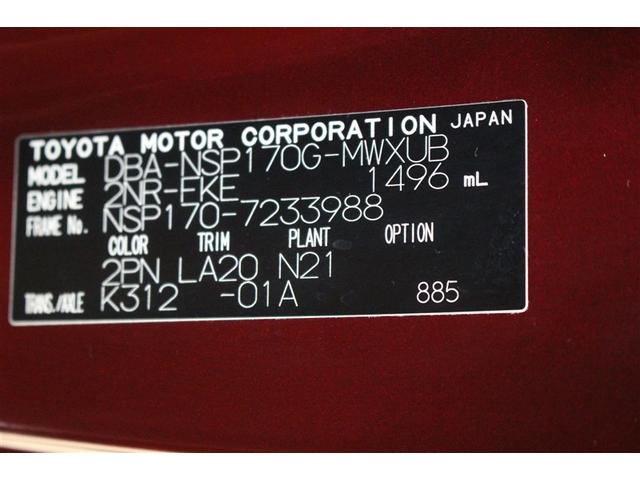 TOYOTA MOTOR CORPORATION JAPAN
MODEL DBA-NSP170G-MWXUB
ENGINE 2NR-FKE 1496 mL
FRAME No. NSP170-7233988
COLOR TRIM PLANT OPTION
2PN LA20 N21
TRANS./AXLE K312 -01A 885